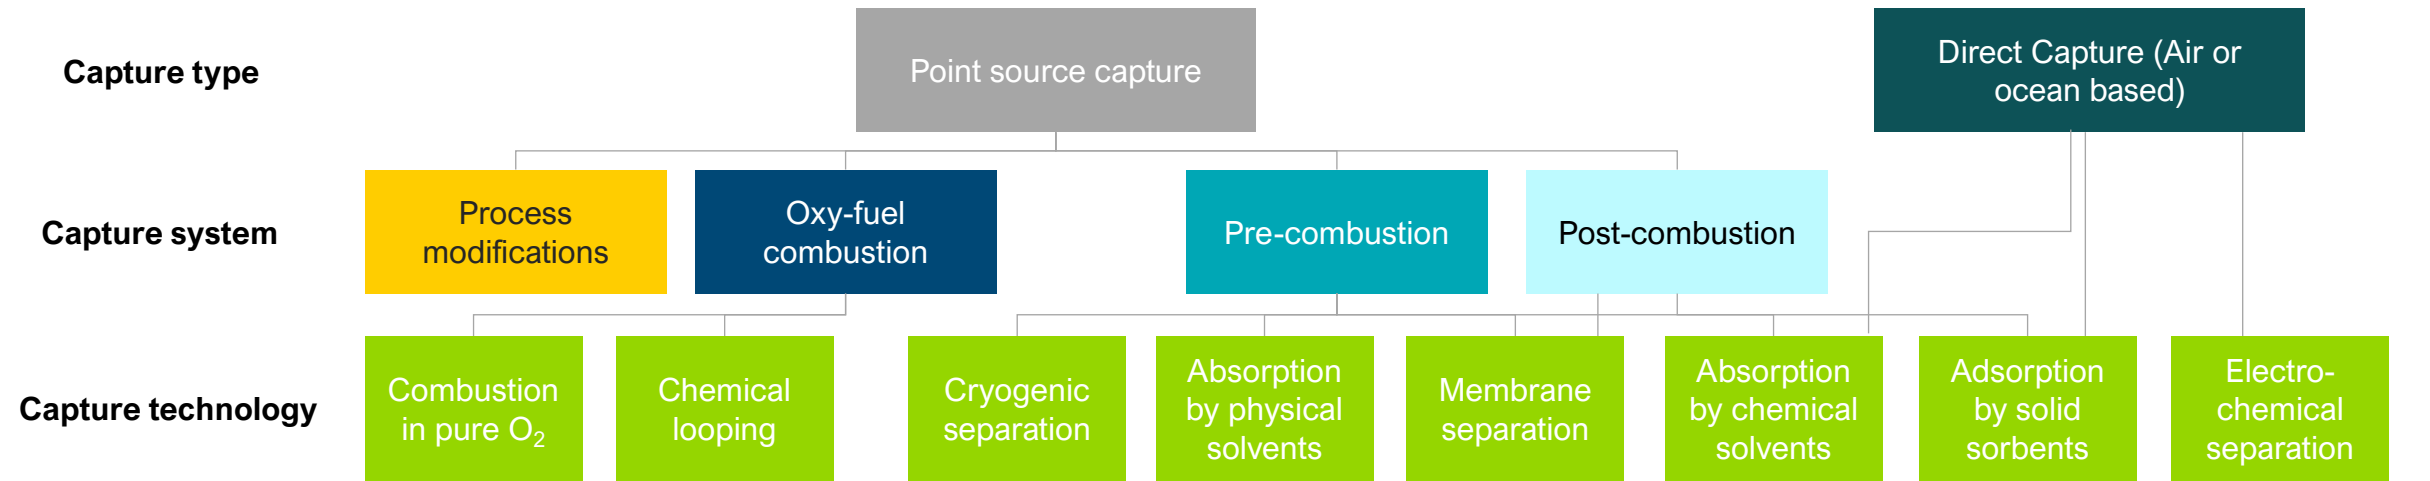 Capture type
Point source capture
Direct Capture (Air or
ocean based)
Capture system
Process
modifications
Oxy-fuel
combustion
Pre-combustion
Post-combustion
Capture technology
Combustion
in pure O₂
Chemical
looping
Cryogenic
separation
Absorption
by physical
solvents
Membrane
separation
Absorption
by chemical
solvents
Adsorption
by solid
sorbents
Electro-
chemical
separation